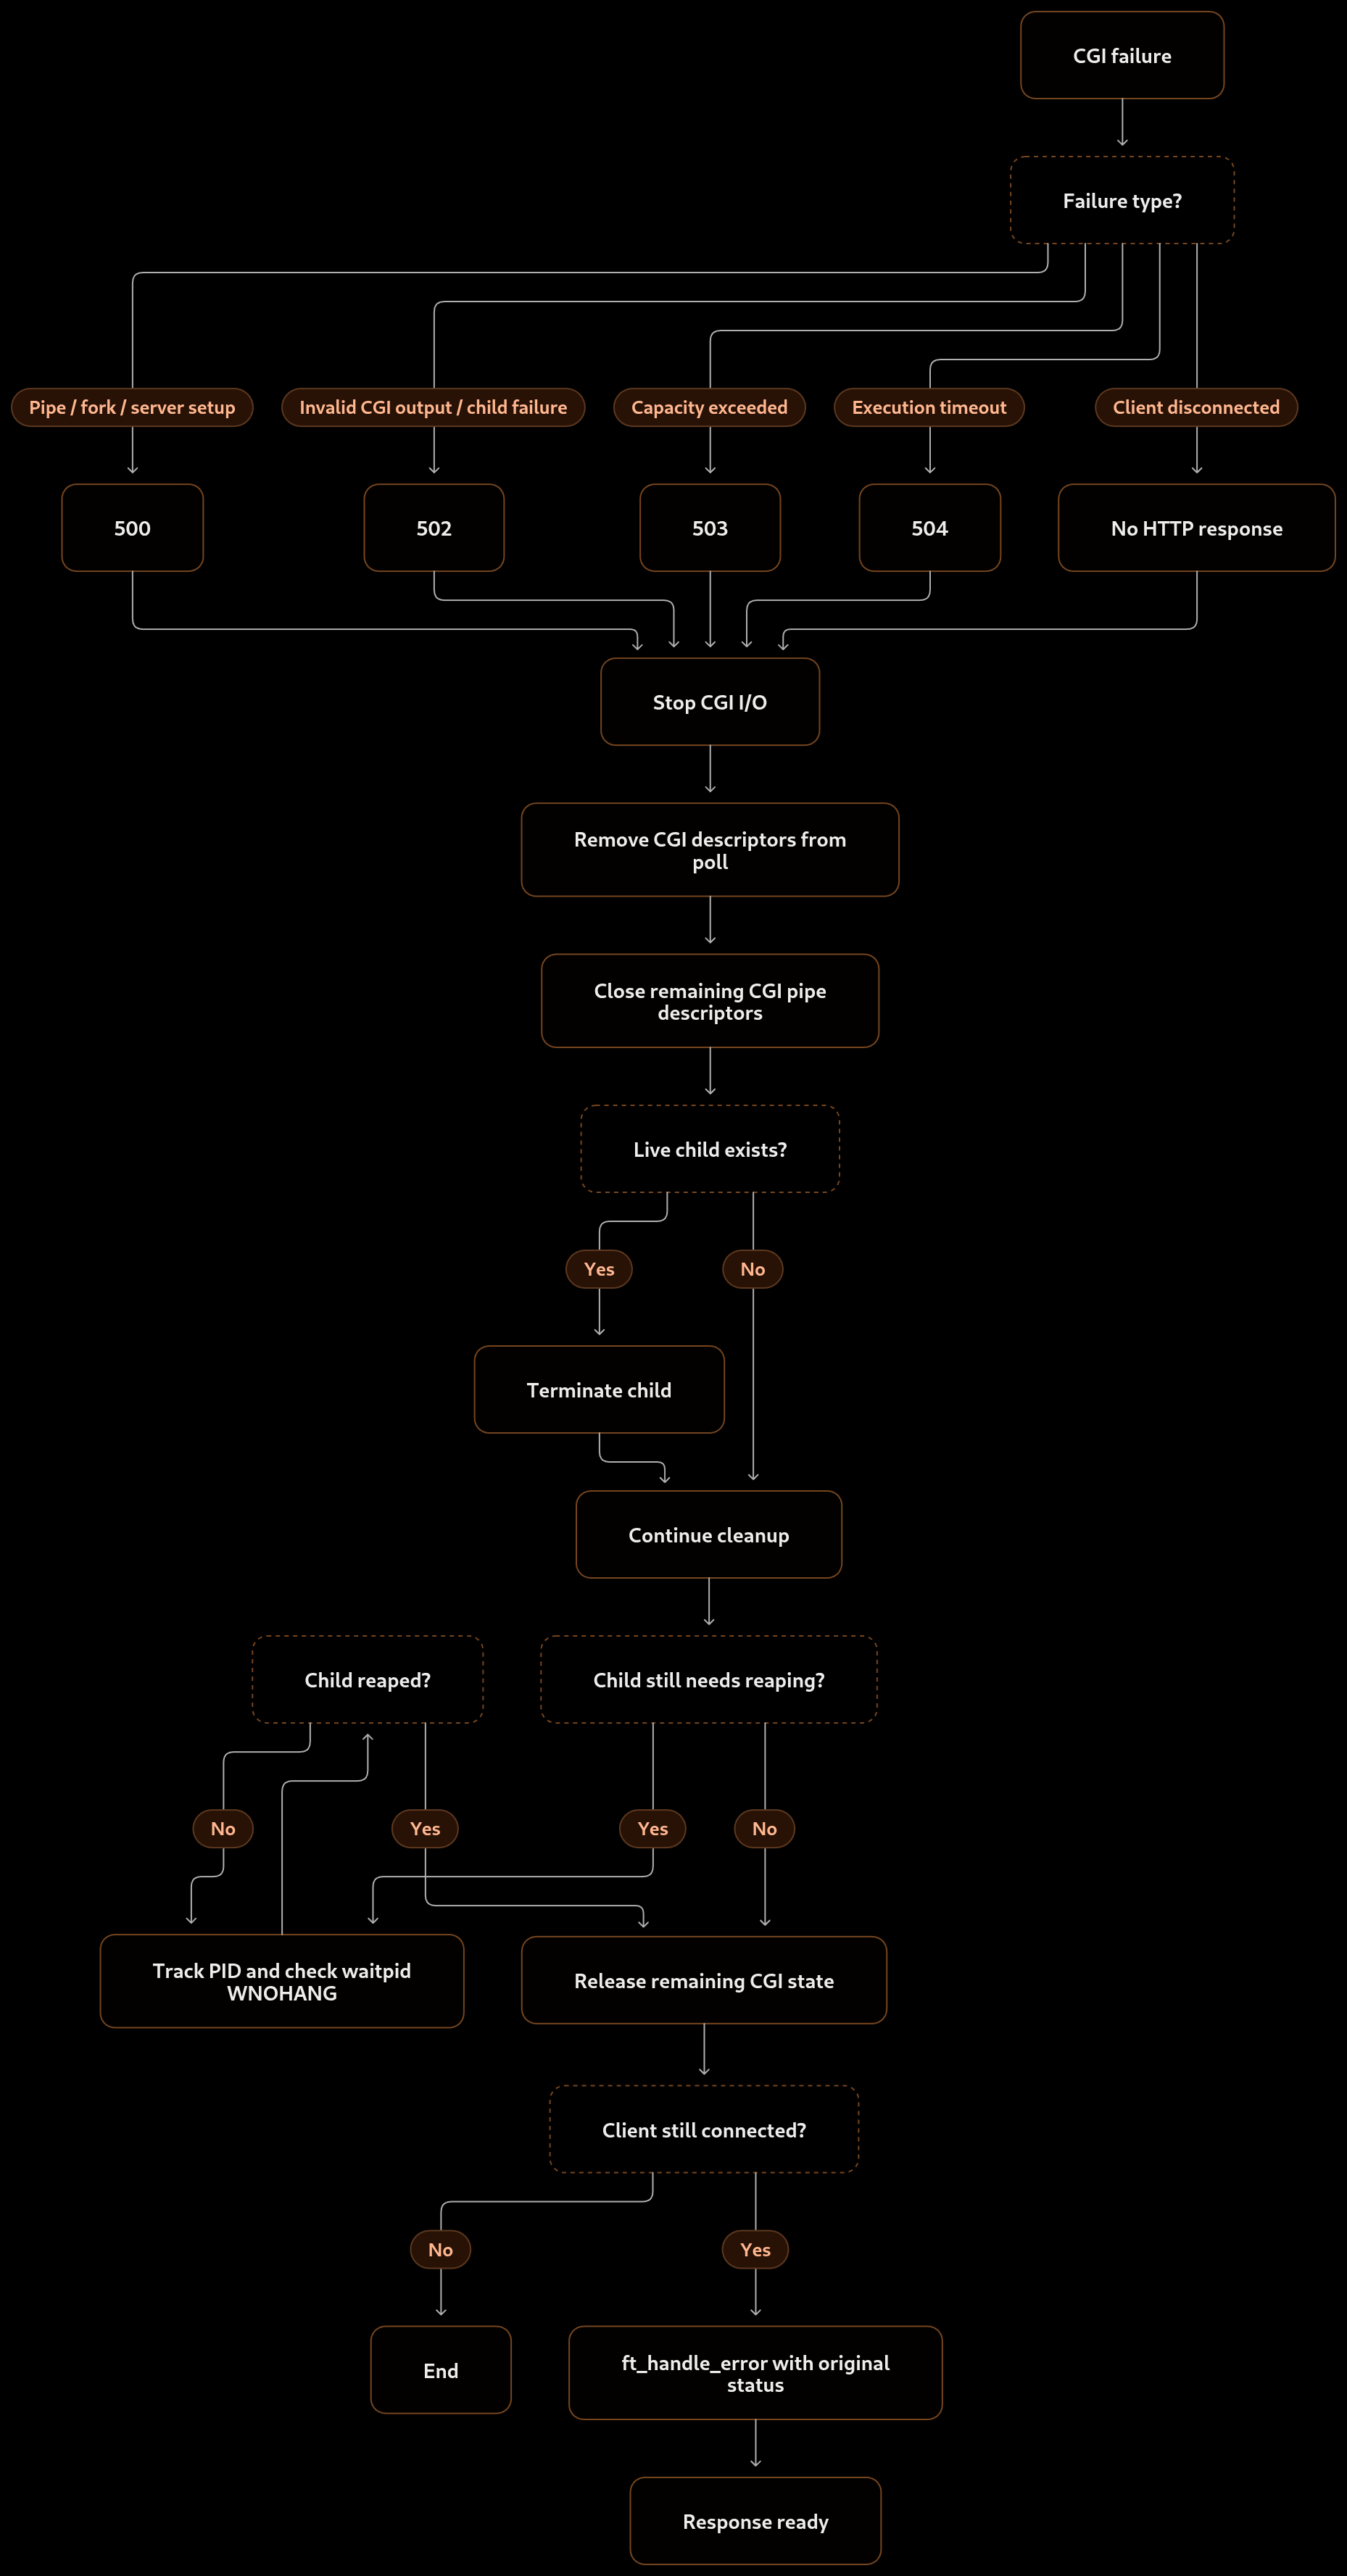 CGI failure
Failure type?
Pipe / fork / server setup
Invalid CGI output / child failure
Capacity exceeded
Execution timeout
Client disconnected
500
502
503
504
No HTTP response
Stop CGI I/O
Remove CGI descriptors from
poll
Close remaining CGI pipe
descriptors
Live child exists?
Yes
No
Terminate child
Continue cleanup
Child reaped?
Child still needs reaping?
No
Yes
Yes
No
Track PID and check waitpid
WNOHANG
Release remaining CGI state
Client still connected?
No
Yes
End
ft_handle_error with original
status
Response ready